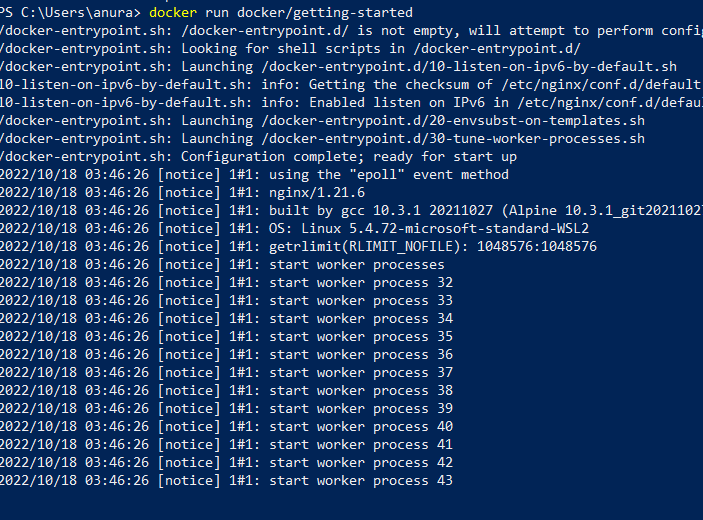 PS C:\Users\anura> docker run docker/getting-started
/docker-entrypoint.sh: /docker-entrypoint.d/ is not empty, will attempt to perform config
/docker-entrypoint.sh: Looking for shell scripts in /docker-entrypoint.d/
/docker-entrypoint.sh: Launching /docker-entrypoint.d/10-listen-on-ipv6-by-default.sh
10-listen-on-ipv6-by-default.sh: info: Getting the checksum of /etc/nginx/conf.d/default
10-listen-on-ipv6-by-default.sh: info: Enabled listen on IPv6 in /etc/nginx/conf.d/defau
/docker-entrypoint.sh: Launching /docker-entrypoint.d/20-envsubst-on-templates.sh
/docker-entrypoint.sh: Launching /docker-entrypoint.d/30-tune-worker-processes.sh
/docker-entrypoint.sh: Configuration complete; ready for start up
2022/10/18 03:46:26 [notice] 1#1: using the "epoll" event method
2022/10/18 03:46:26 [notice] 1#1: nginx/1.21.6
2022/10/18 03:46:26 [notice] 1#1: built by gcc 10.3.1 20211027 (Alpine 10.3.1_git2021102
2022/10/18 03:46:26 [notice] 1#1: OS: Linux 5.4.72-microsoft-standard-WSL2
2022/10/18 03:46:26 [notice] 1#1: getrlimit(RLIMIT_NOFILE): 1048576:1048576
2022/10/18 03:46:26 [notice] 1#1: start worker processes
2022/10/18 03:46:26 [notice] 1#1: start worker process 32
2022/10/18 03:46:26 [notice] 1#1: start worker process 33
2022/10/18 03:46:26 [notice] 1#1: start worker process 34
2022/10/18 03:46:26 [notice] 1#1: start worker process 35
2022/10/18 03:46:26 [notice] 1#1: start worker process 36
2022/10/18 03:46:26 [notice] 1#1: start worker process 37
2022/10/18 03:46:26 [notice] 1#1: start worker process 38
2022/10/18 03:46:26 [notice] 1#1: start worker process 39
2022/10/18 03:46:26 [notice] 1#1: start worker process 40
2022/10/18 03:46:26 [notice] 1#1: start worker process 41
2022/10/18 03:46:26 [notice] 1#1: start worker process 42
2022/10/18 03:46:26 [notice] 1#1: start worker process 43